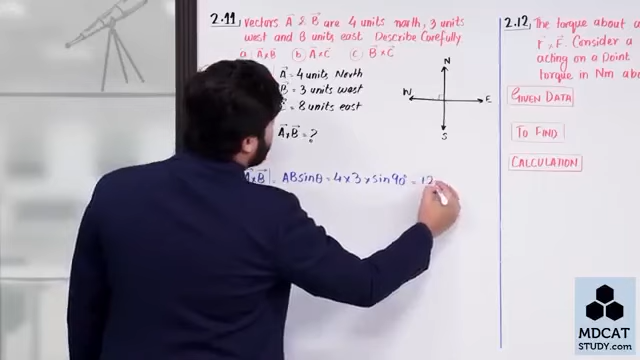 2.11 Vectors A⃗ & B⃗ are 4 units north, 3 units
west and 8 units east. Describe Carefully
a A⃗×B⃗ (b) A⃗×C⃗ (c) B⃗×C⃗
A⃗ = 4 units North
= 3 units west
= 8 units east
A⃗×B⃗ = ?
A⃗×B⃗| = ABsinθ = 4×3×sin90° = 12
N
W E
S
2.12 The torque about a
r⃗×F⃗. Consider a
acting on a Point
torque in Nm abou
GIVEN DATA
TO FIND
CALCULATION
MDCAT
STUDY.com